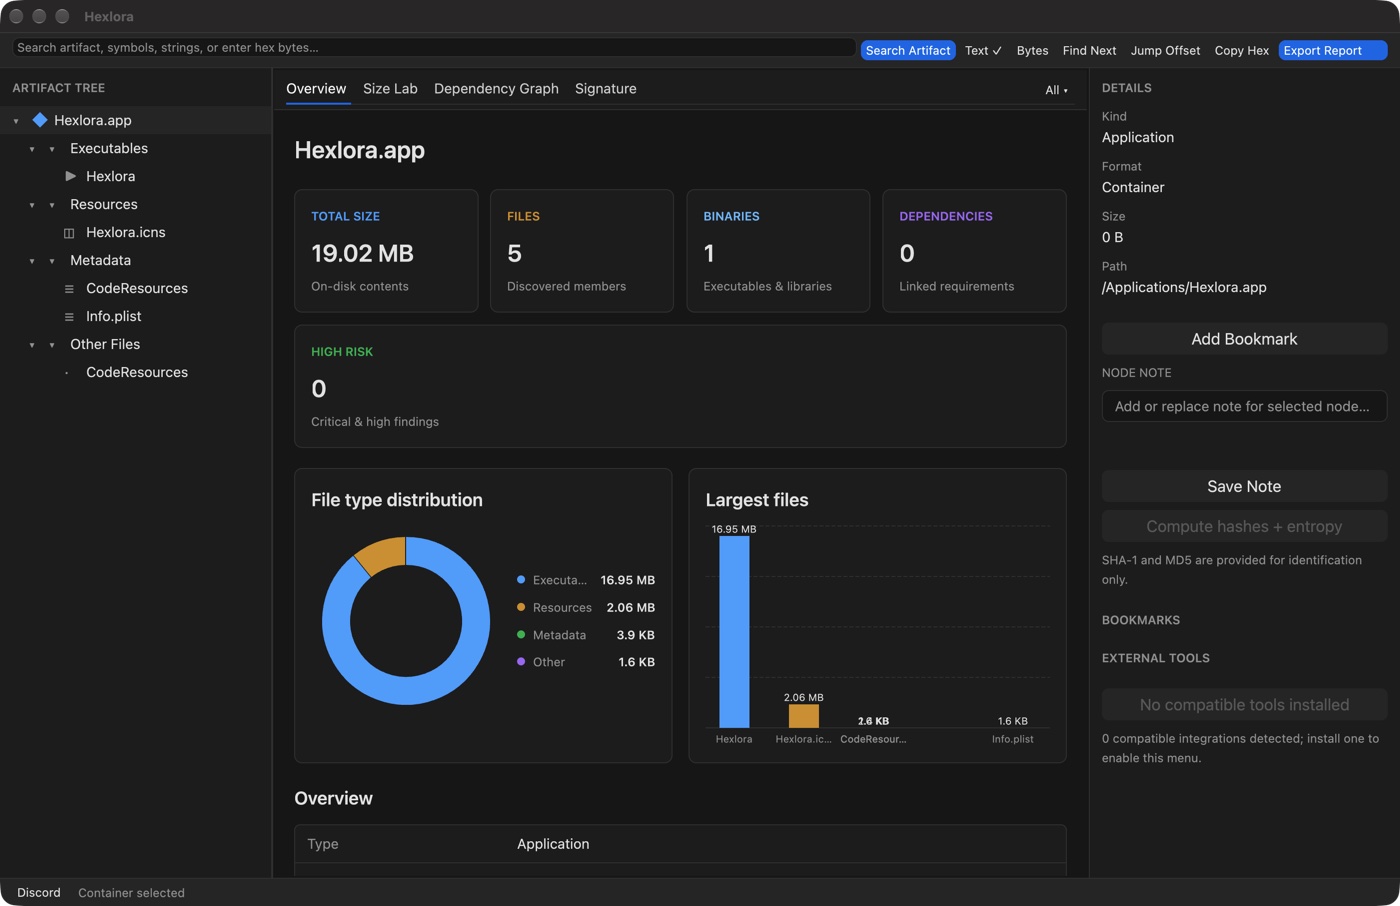 Hexlora
Search artifact, symbols, strings, or enter hex bytes...
Search Artifact
Text ✓
Bytes
Find Next
Jump Offset
Copy Hex
Export Report
ARTIFACT TREE
Hexlora.app
Executables
Hexlora
Resources
Hexlora.icns
Metadata
CodeResources
Info.plist
Other Files
CodeResources
Overview
Size Lab
Dependency Graph
Signature
All
Hexlora.app
TOTAL SIZE
19.02 MB
On-disk contents
FILES
5
Discovered members
BINARIES
1
Executables & libraries
DEPENDENCIES
0
Linked requirements
HIGH RISK
0
Critical & high findings
File type distribution
Executa... 16.95 MB
Resources 2.06 MB
Metadata 3.9 KB
Other 1.6 KB
Largest files
16.95 MB
2.06 MB
1.6 KB
Hexlora
Hexlora.ic...
CodeResour...
Info.plist
Overview
Type Application
DETAILS
Kind
Application
Format
Container
Size
0 B
Path
/Applications/Hexlora.app
Add Bookmark
NODE NOTE
Add or replace note for selected node...
Save Note
Compute hashes + entropy
SHA-1 and MD5 are provided for identification
only.
BOOKMARKS
EXTERNAL TOOLS
No compatible tools installed
0 compatible integrations detected; install one to
enable this menu.
Discord
Container selected